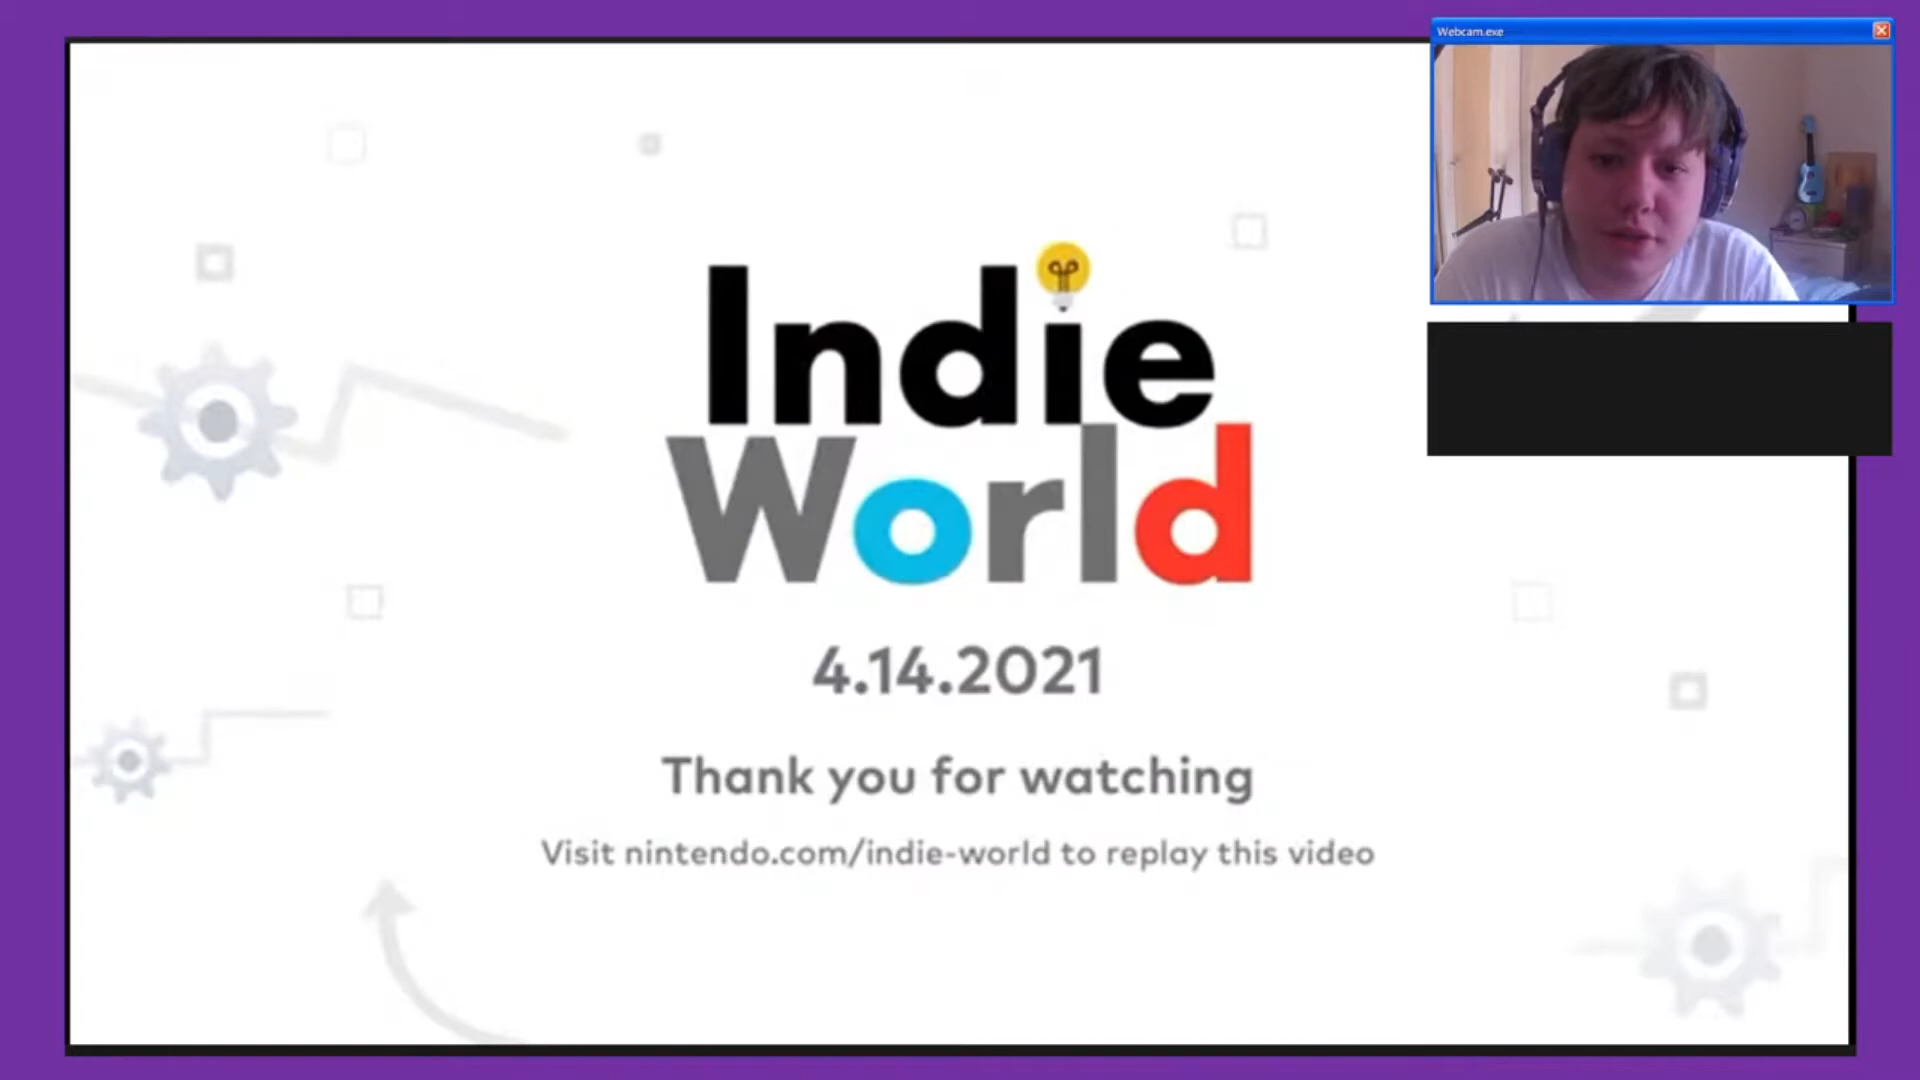 Webcam.exe
Indie
World
4.14.2021
Thank you for watching
Visit nintendo.com/indie-world to replay this video